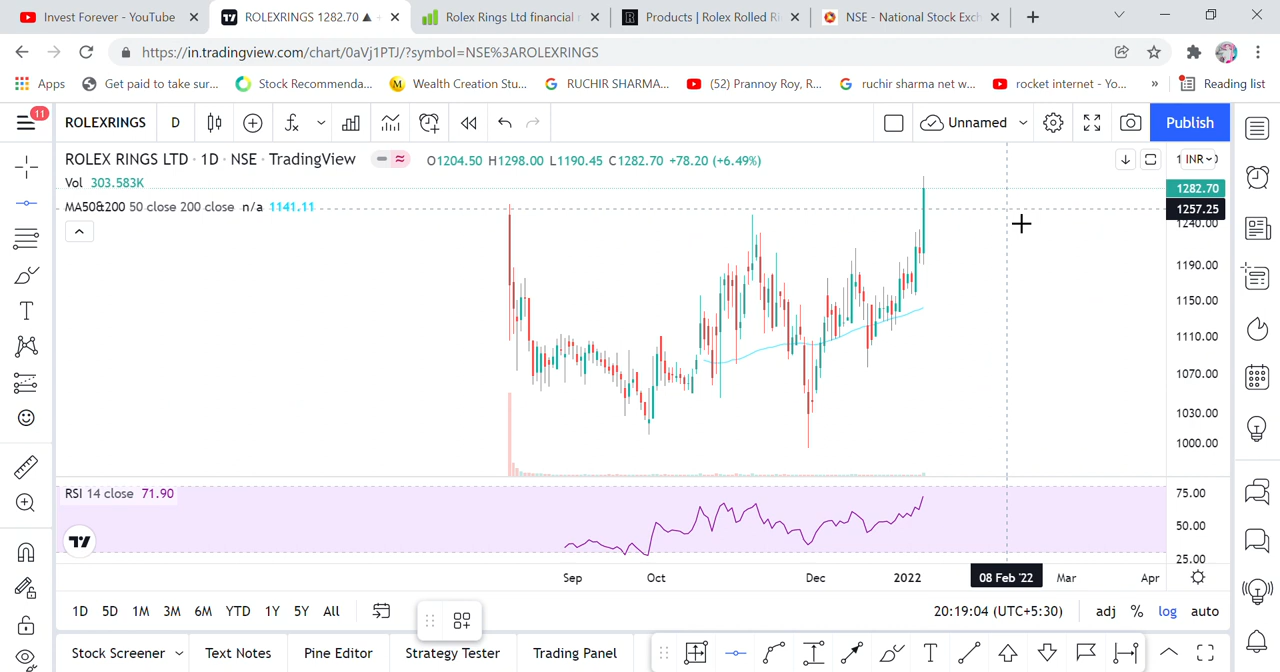 Invest Forever - YouTube
ROLEXRINGS 1282.70 ▲
Rolex Rings Ltd financial
Products | Rolex Rolled Ri
NSE - National Stock Exch
https://in.tradingview.com/chart/0aVj1PTJ/?symbol=NSE%3AROLEXRINGS
Apps
Get paid to take sur...
Stock Recommenda...
Wealth Creation Stu...
RUCHIR SHARMA...
(52) Prannoy Roy, R...
ruchir sharma net w...
rocket internet - Yo...
»
Reading list
11
ROLEXRINGS
D
Unnamed
Publish
ROLEX RINGS LTD · 1D · NSE · TradingView
O1204.50 H1298.00 L1190.45 C1282.70 +78.20 (+6.49%)
1 INR
Vol 303.583K
MA50&200 50 close 200 close n/a 1141.11
1282.70
1257.25
1240.00
1190.00
1150.00
1110.00
1070.00
1030.00
1000.00
RSI 14 close 71.90
75.00
50.00
25.00
Sep
Oct
Dec
2022
08 Feb '22
Mar
Apr
1D 5D 1M 3M 6M YTD 1Y 5Y All
20:19:04 (UTC+5:30)
adj % log auto
Stock Screener
Text Notes
Pine Editor
Strategy Tester
Trading Panel